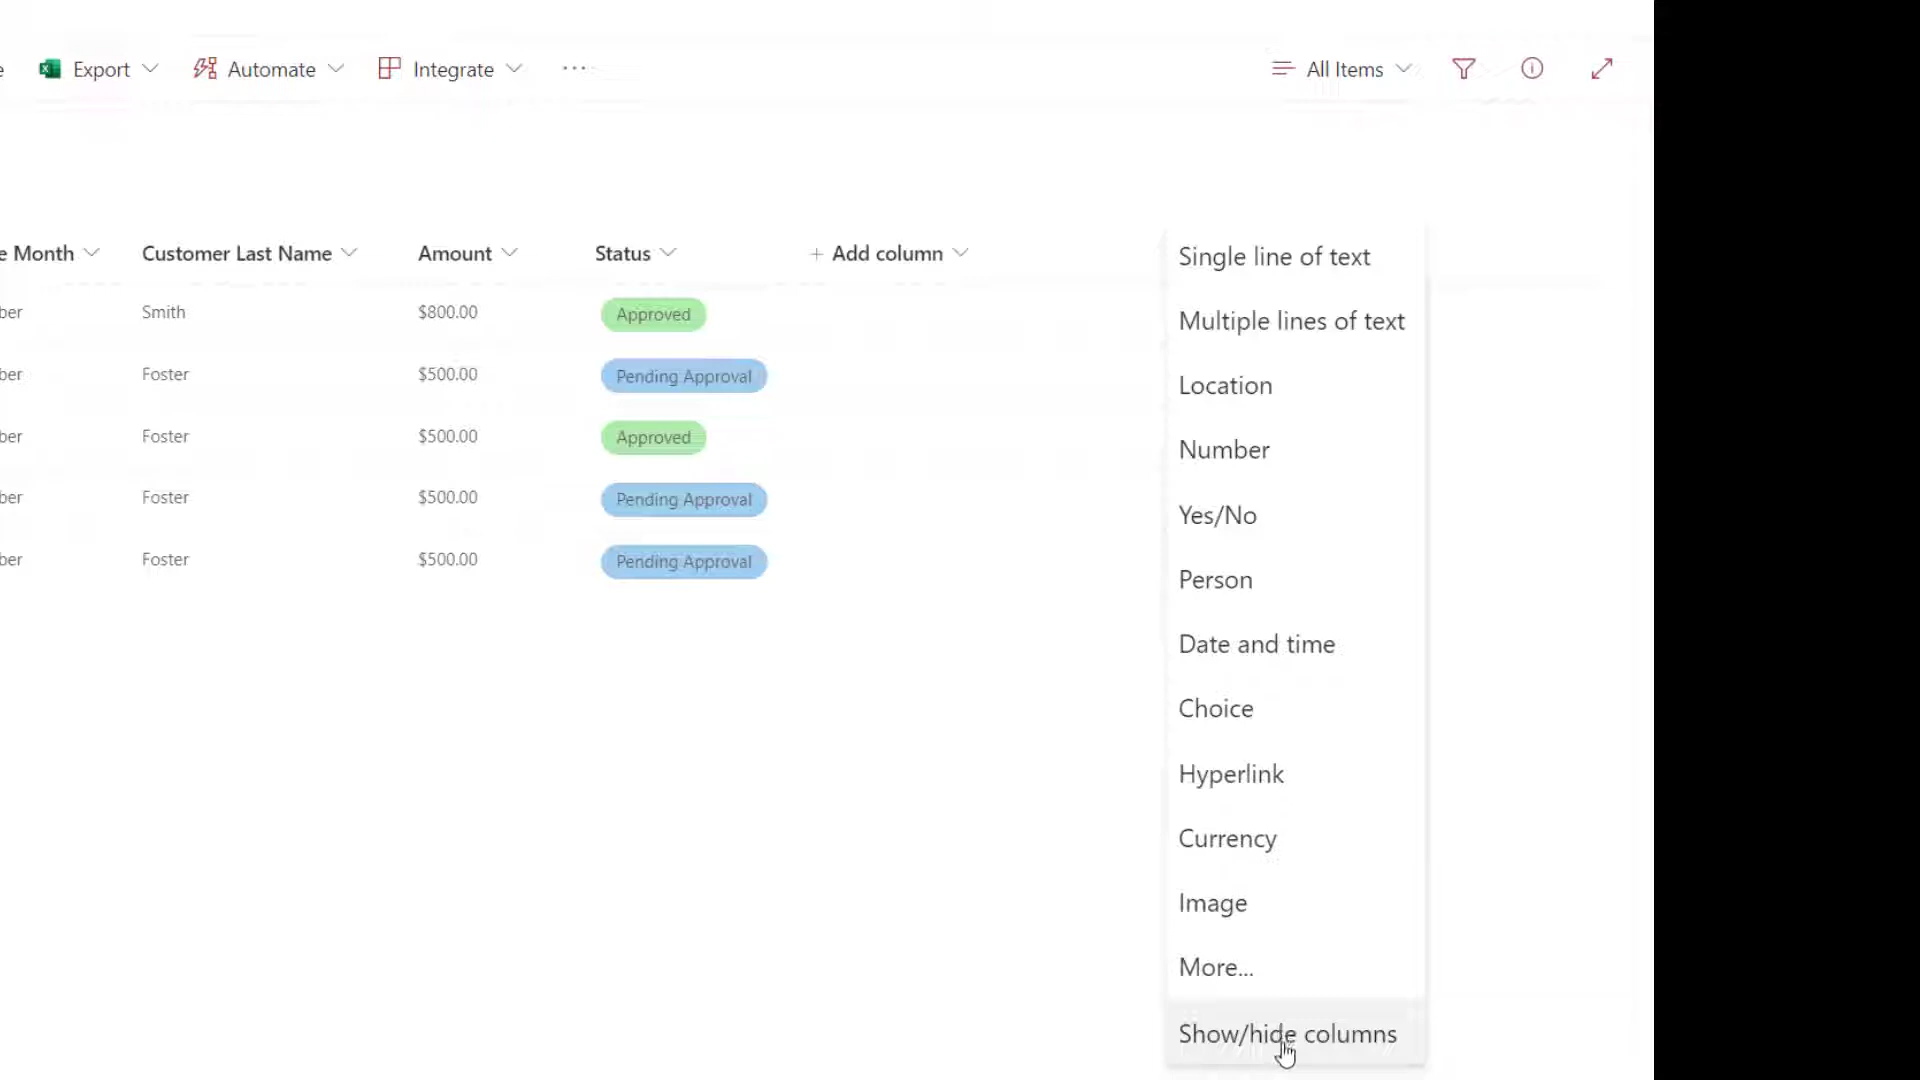 e Export Automate Integrate ... All Items
e Month Customer Last Name Amount Status + Add column
ber Smith $800.00 Approved
ber Foster $500.00 Pending Approval
ber Foster $500.00 Approved
ber Foster $500.00 Pending Approval
ber Foster $500.00 Pending Approval
Single line of text
Multiple lines of text
Location
Number
Yes/No
Person
Date and time
Choice
Hyperlink
Currency
Image
More...
Show/hide columns